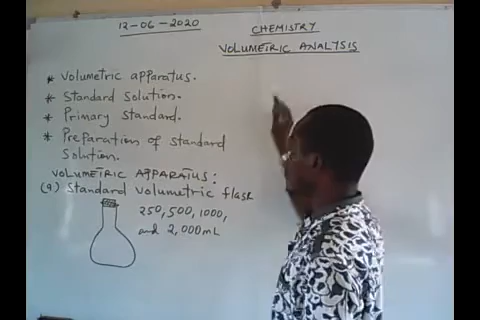 12-06-2020
CHEMISTRY
VOLUMETRIC ANALYSIS
* Volumetric apparatus.
* Standard Solution.
* Primary Standard.
* Preparation of Standard
Solution.
VOLUMETRIC APPARATUS:
(a) Standard volumetric flask
250, 500, 1000,
and 2,000mL